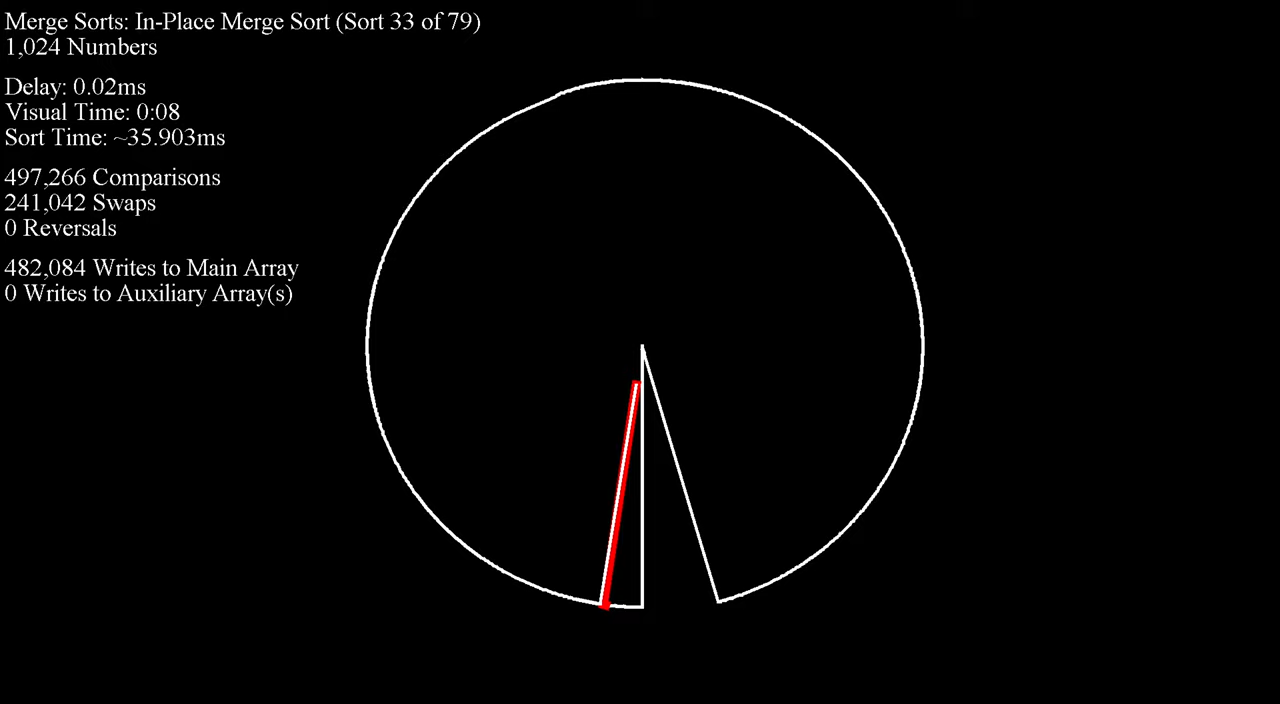 Merge Sorts: In-Place Merge Sort (Sort 33 of 79)
1,024 Numbers
Delay: 0.02ms
Visual Time: 0:08
Sort Time: ~35.903ms
497,266 Comparisons
241,042 Swaps
0 Reversals
482,084 Writes to Main Array
0 Writes to Auxiliary Array(s)